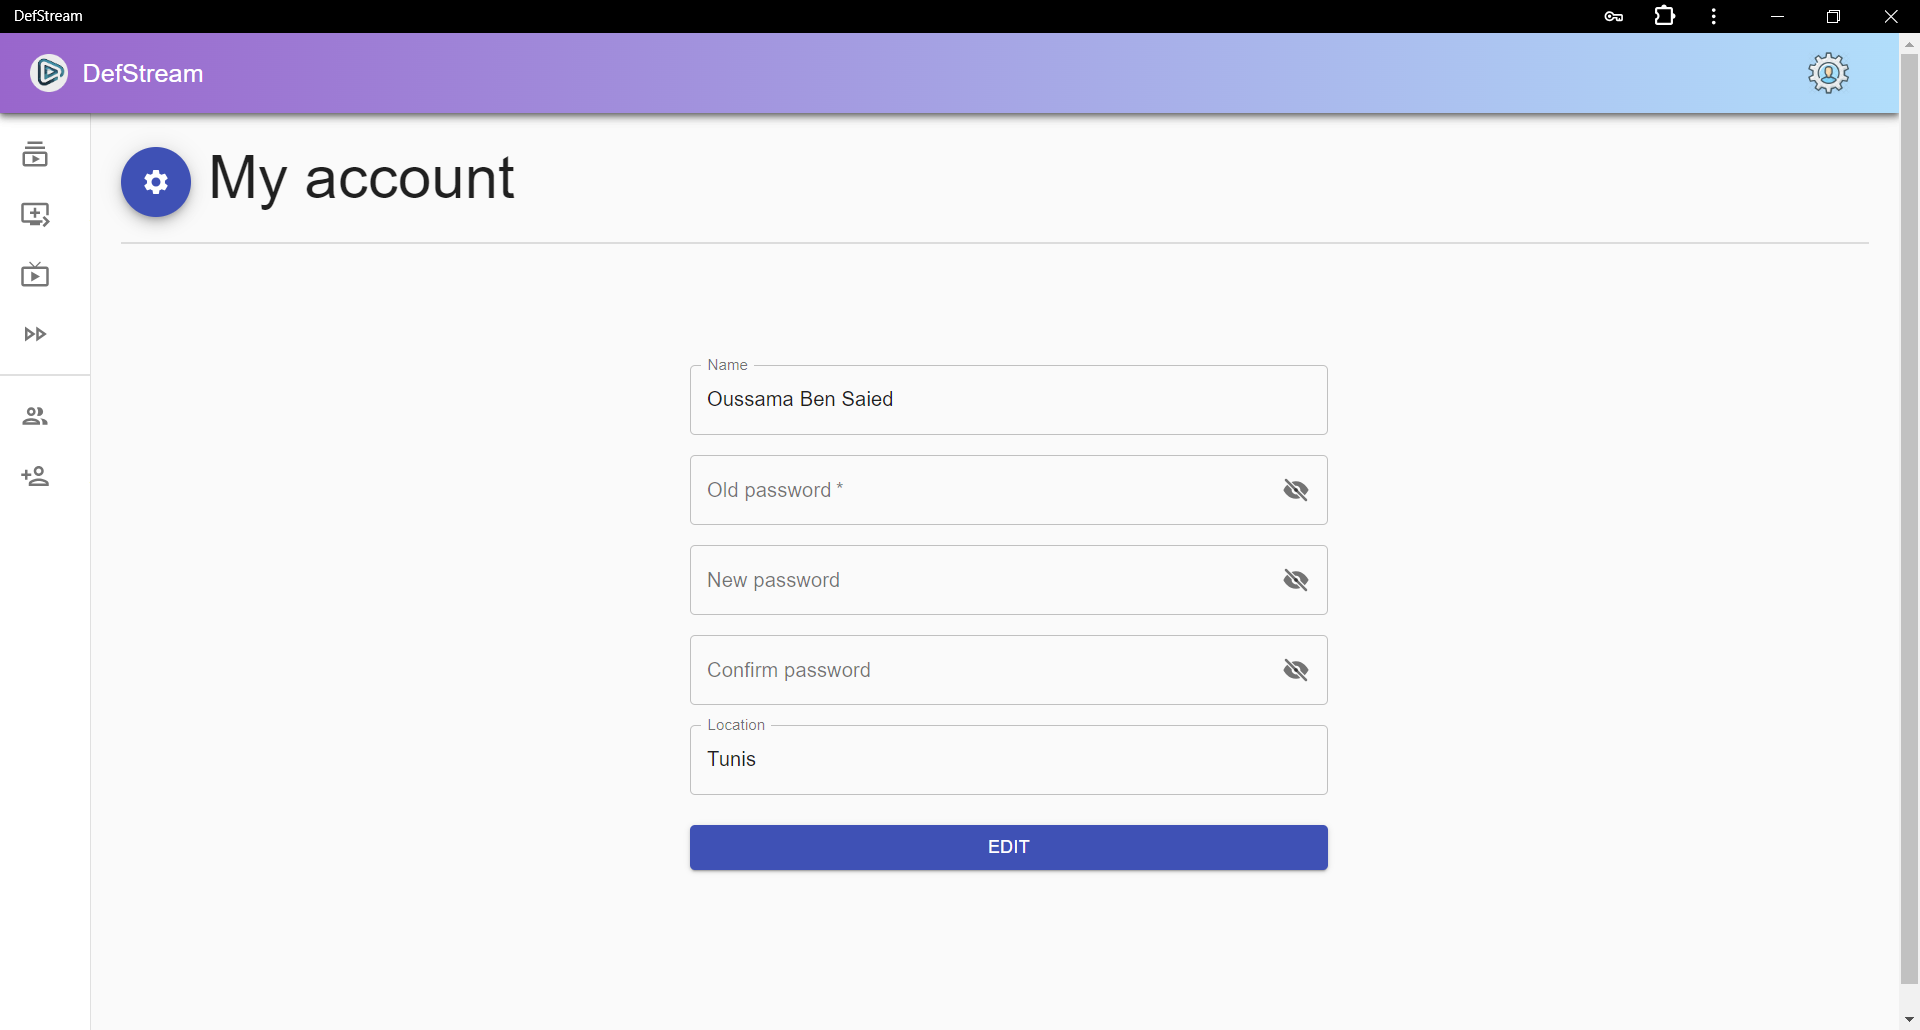 DefStream
DefStream
My account
Name
Oussama Ben Saied
Old password *
New password
Confirm password
Location
Tunis
EDIT